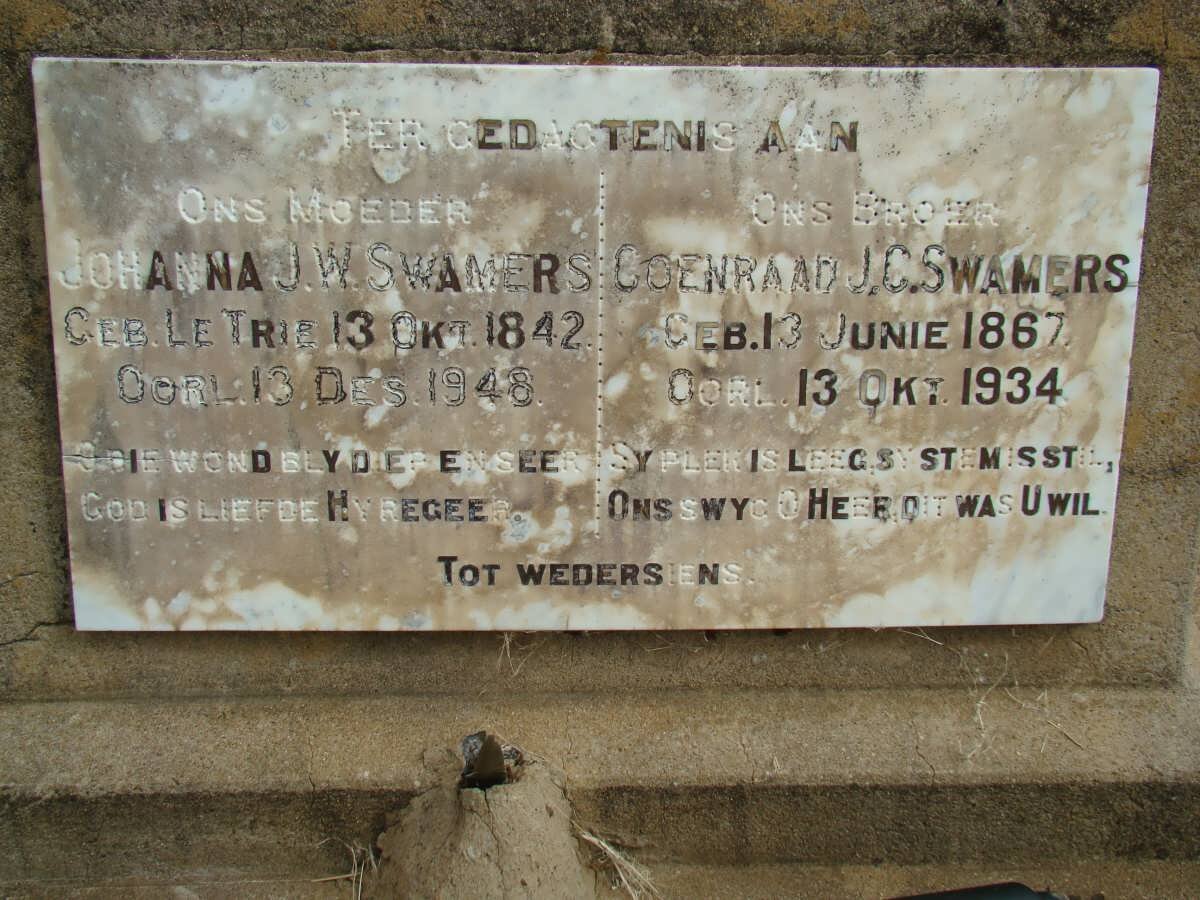 TER GEDAGTENIS AAN
ONS MOEDER
JOHANNA J.W. SWAMERS
GEB. LE TRIE 13 OKT. 1842.
OORL. 13 DES. 1948.
DIE WOND BLY DIEP EN SEER
GOD IS LIEFDE HY REGEER.
ONS BROER
COENRAAD J.C. SWAMERS
GEB. 13 JUNIE 1867.
OORL. 13 OKT. 1934
SY PLEK IS LEEG SY STEM IS STIL,
ONS SWYG O HEER, DIT WAS U WIL.
TOT WEDERSIENS.